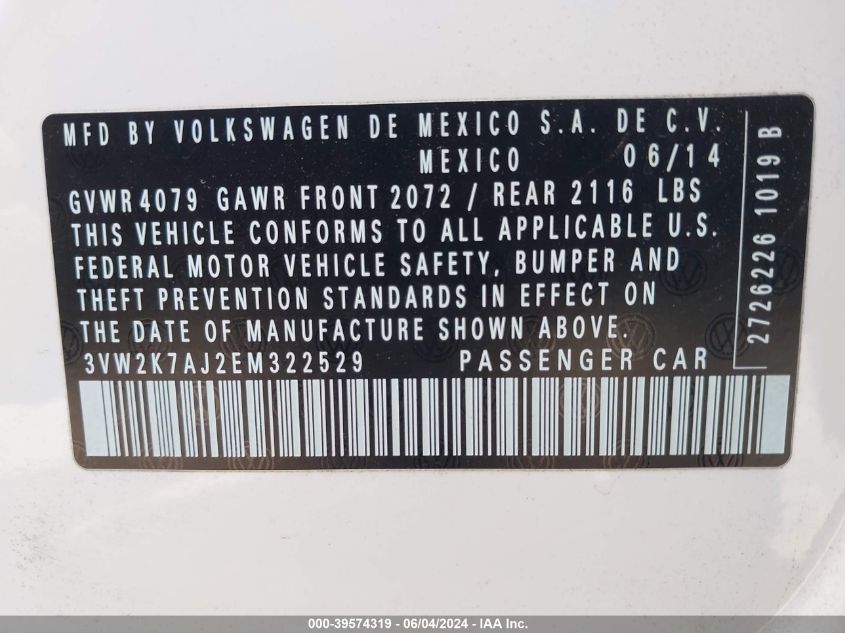 MFD BY VOLKSWAGEN DE MEXICO S.A. DE C.V.
MEXICO 06/14
GVWR 4079 GAWR FRONT 2072 / REAR 2116 LBS
THIS VEHICLE CONFORMS TO ALL APPLICABLE U.S.
FEDERAL MOTOR VEHICLE SAFETY, BUMPER AND
THEFT PREVENTION STANDARDS IN EFFECT ON
THE DATE OF MANUFACTURE SHOWN ABOVE.
3VW2K7AJ2EM322529 PASSENGER CAR
2726226 1019 B
000-39574319 | 06/04/2024 | IAA Inc.